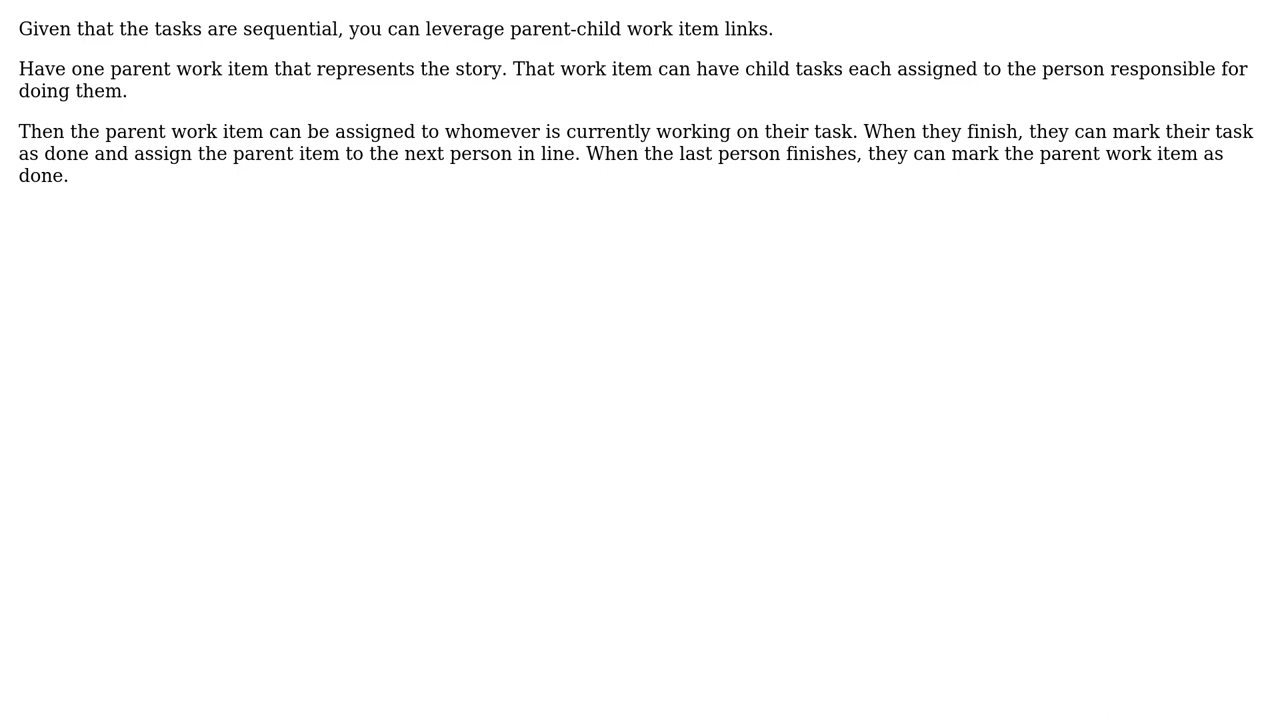 Given that the tasks are sequential, you can leverage parent-child work item links.
Have one parent work item that represents the story. That work item can have child tasks each assigned to the person responsible for
doing them.
Then the parent work item can be assigned to whomever is currently working on their task. When they finish, they can mark their task
as done and assign the parent item to the next person in line. When the last person finishes, they can mark the parent work item as
done.